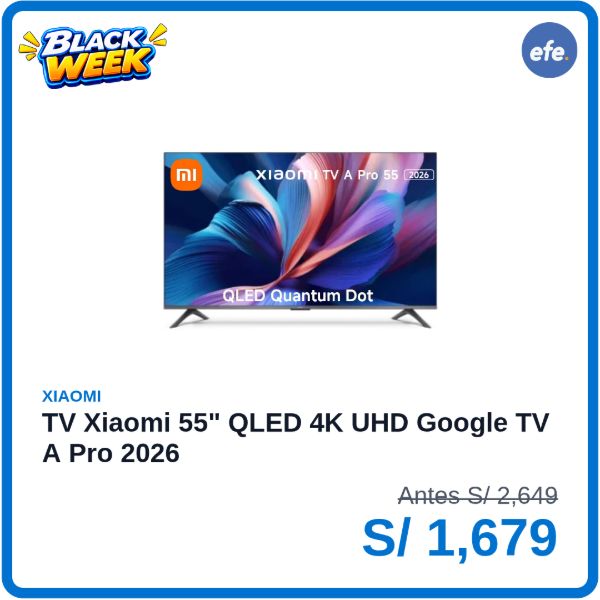 BLACK
WEEK
efe.
mi
xiaomi TV A Pro 55 2026
QLED Quantum Dot
XIAOMI
TV Xiaomi 55" QLED 4K UHD Google TV
A Pro 2026
Antes S/ 2,649
S/ 1,679